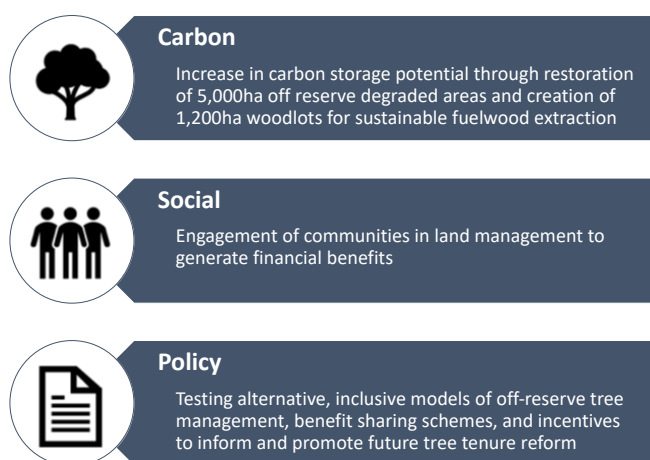 Carbon
Increase in carbon storage potential through restoration
of 5,000ha off reserve degraded areas and creation of
1,200ha woodlots for sustainable fuelwood extraction
Social
Engagement of communities in land management to
generate financial benefits
Policy
Testing alternative, inclusive models of off-reserve tree
management, benefit sharing schemes, and incentives
to inform and promote future tree tenure reform